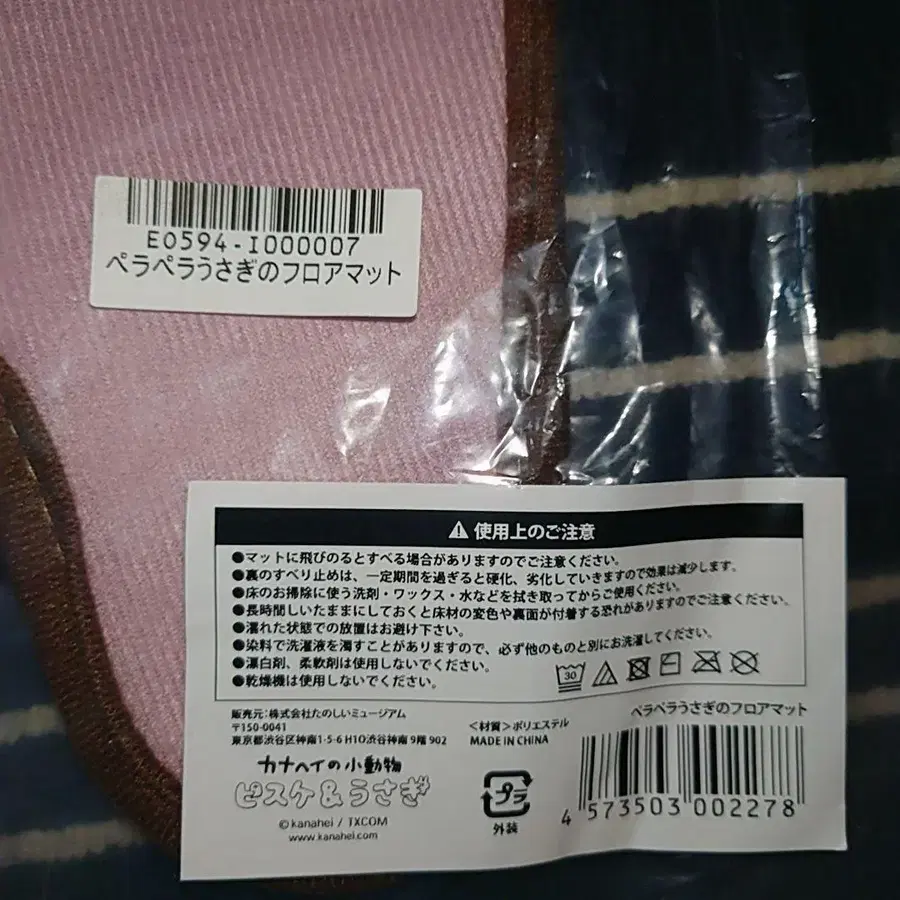 E0594-I000007
ペラペラうさぎのフロアマット
⚠使用上のご注意
●マットに飛びのるとすべる場合がありますのでご注意ください。
●裏のすべり止めは、一定期間を過ぎると硬化、劣化していきますので効果は減少します。
●床のお掃除に使う洗剤・ワックス・水などを拭き取ってからご使用ください。
●長時間しいたままにしておくと床材の変色や裏面が付着する恐れがありますのでご注意ください。
●濡れた状態での放置はお避け下さい。
●染料で洗濯液を濁すことがありますので、必ず他のものと別にお洗濯してください。
●漂白剤、柔軟剤は使用しないでください。
●乾燥機は使用しないでください。
30
販売元:株式会社たのしいミュージアム
〒150-0041
東京都渋谷区神南1-5-6 H1O渋谷神南 9階 902
<材質>ポリエステル
MADE IN CHINA
ペラペラうさぎのフロアマット
カナヘイの小動物
ピスケ&うさぎ
©kanahei / TXCOM
www.kanahei.com
プラ
外装
4 573503 002278